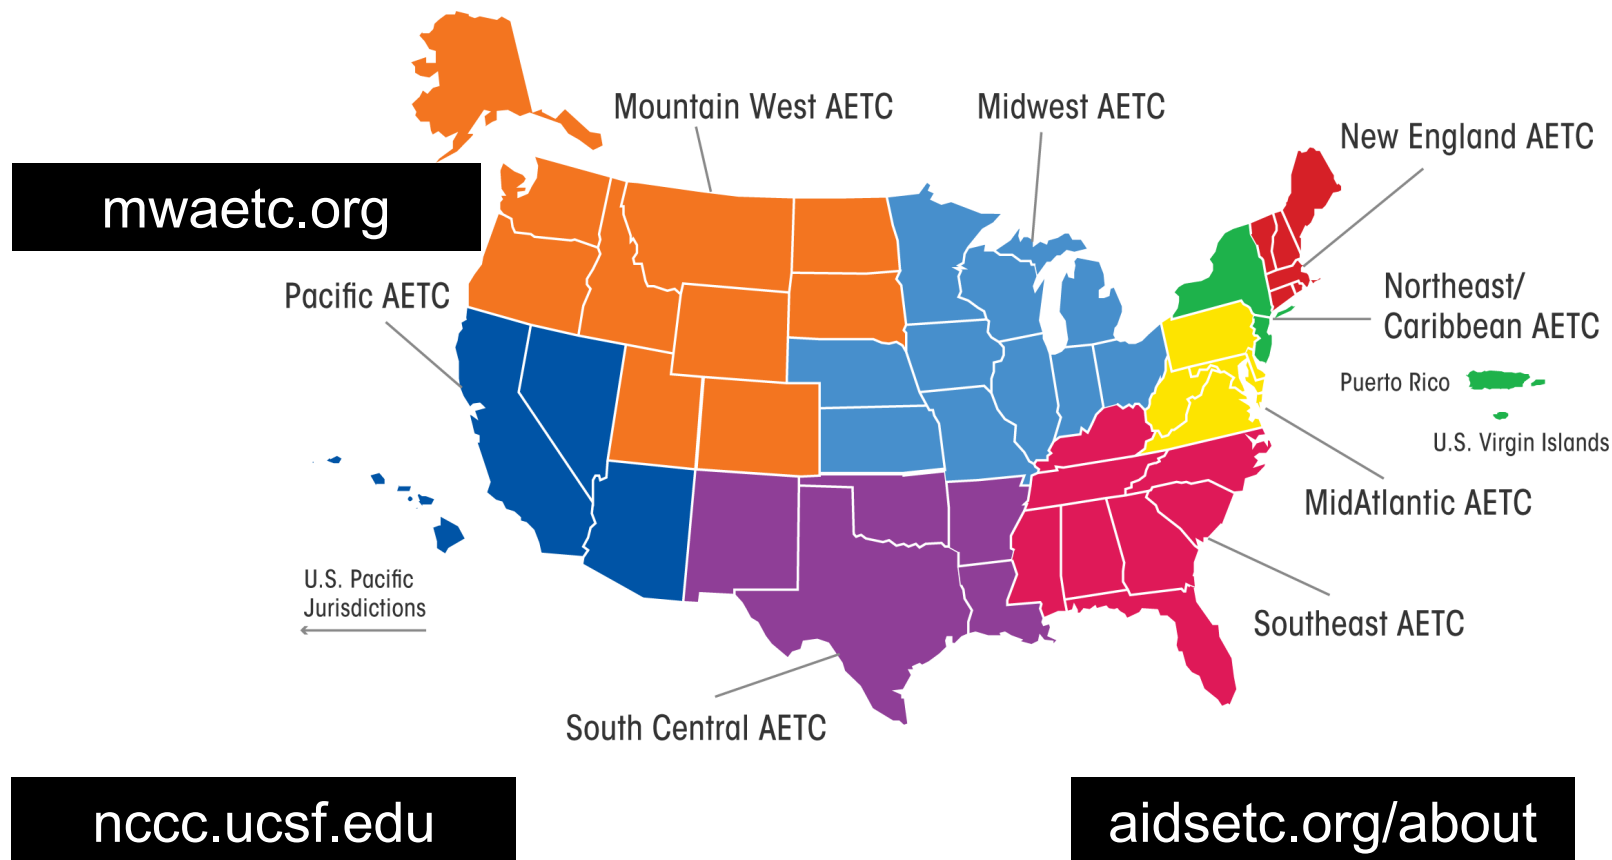 Mountain West AETC
Midwest AETC
New England AETC
mwaetc.org
Pacific AETC
Northeast/
Caribbean AETC
Puerto Rico
U.S. Virgin Islands
MidAtlantic AETC
U.S. Pacific
Jurisdictions
Southeast AETC
South Central AETC
nccc.ucsf.edu
aidsetc.org/about